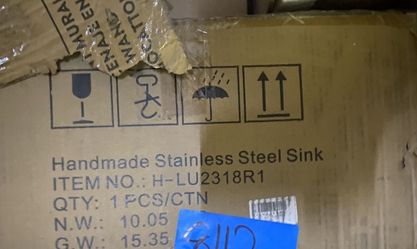 Handmade Stainless Steel Sink
ITEM NO.: H-LU2318R1
QTY: 1 PCS/CTN
N.W.: 10.05
G.W.: 15.35